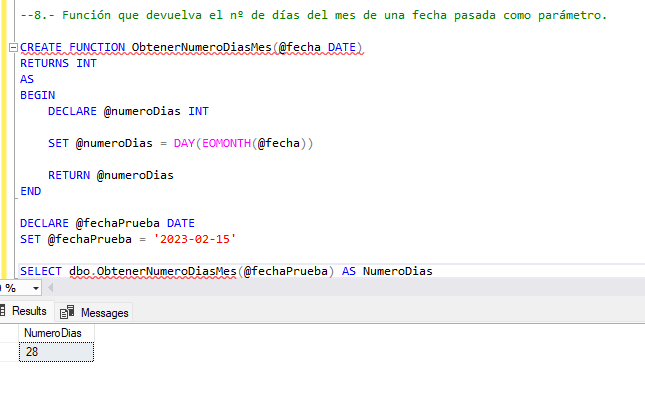 --8.- Función que devuelva el nº de días del mes de una fecha pasada como parámetro.
CREATE FUNCTION ObtenerNumeroDiasMes(@fecha DATE)
RETURNS INT
AS
BEGIN
DECLARE @numeroDias INT
SET @numeroDias = DAY(EOMONTH(@fecha))
RETURN @numeroDias
END
DECLARE @fechaPrueba DATE
SET @fechaPrueba = '2023-02-15'
SELECT dbo.ObtenerNumeroDiasMes(@fechaPrueba) AS NumeroDias
%
Results Messages
NumeroDias
28